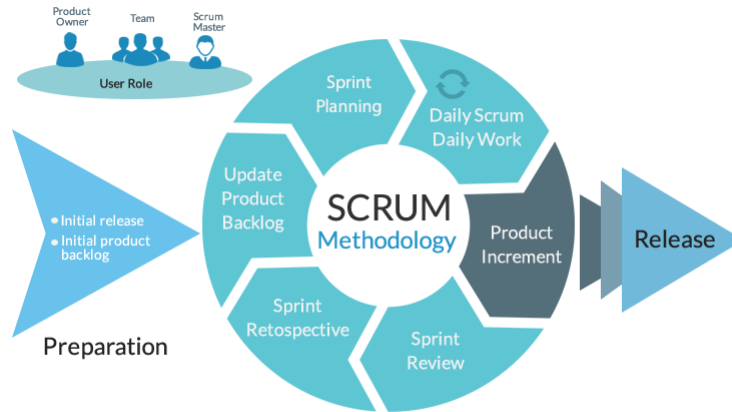 Product
Owner
Team
Scrum
Master
User Role
Sprint
Planning
Daily Scrum
Daily Work
Update
Product
Backlog
SCRUM
Methodology
Product
Increment
Release
• Initial release
• Initial product
backlog
Preparation
Sprint
Retospective
Sprint
Review